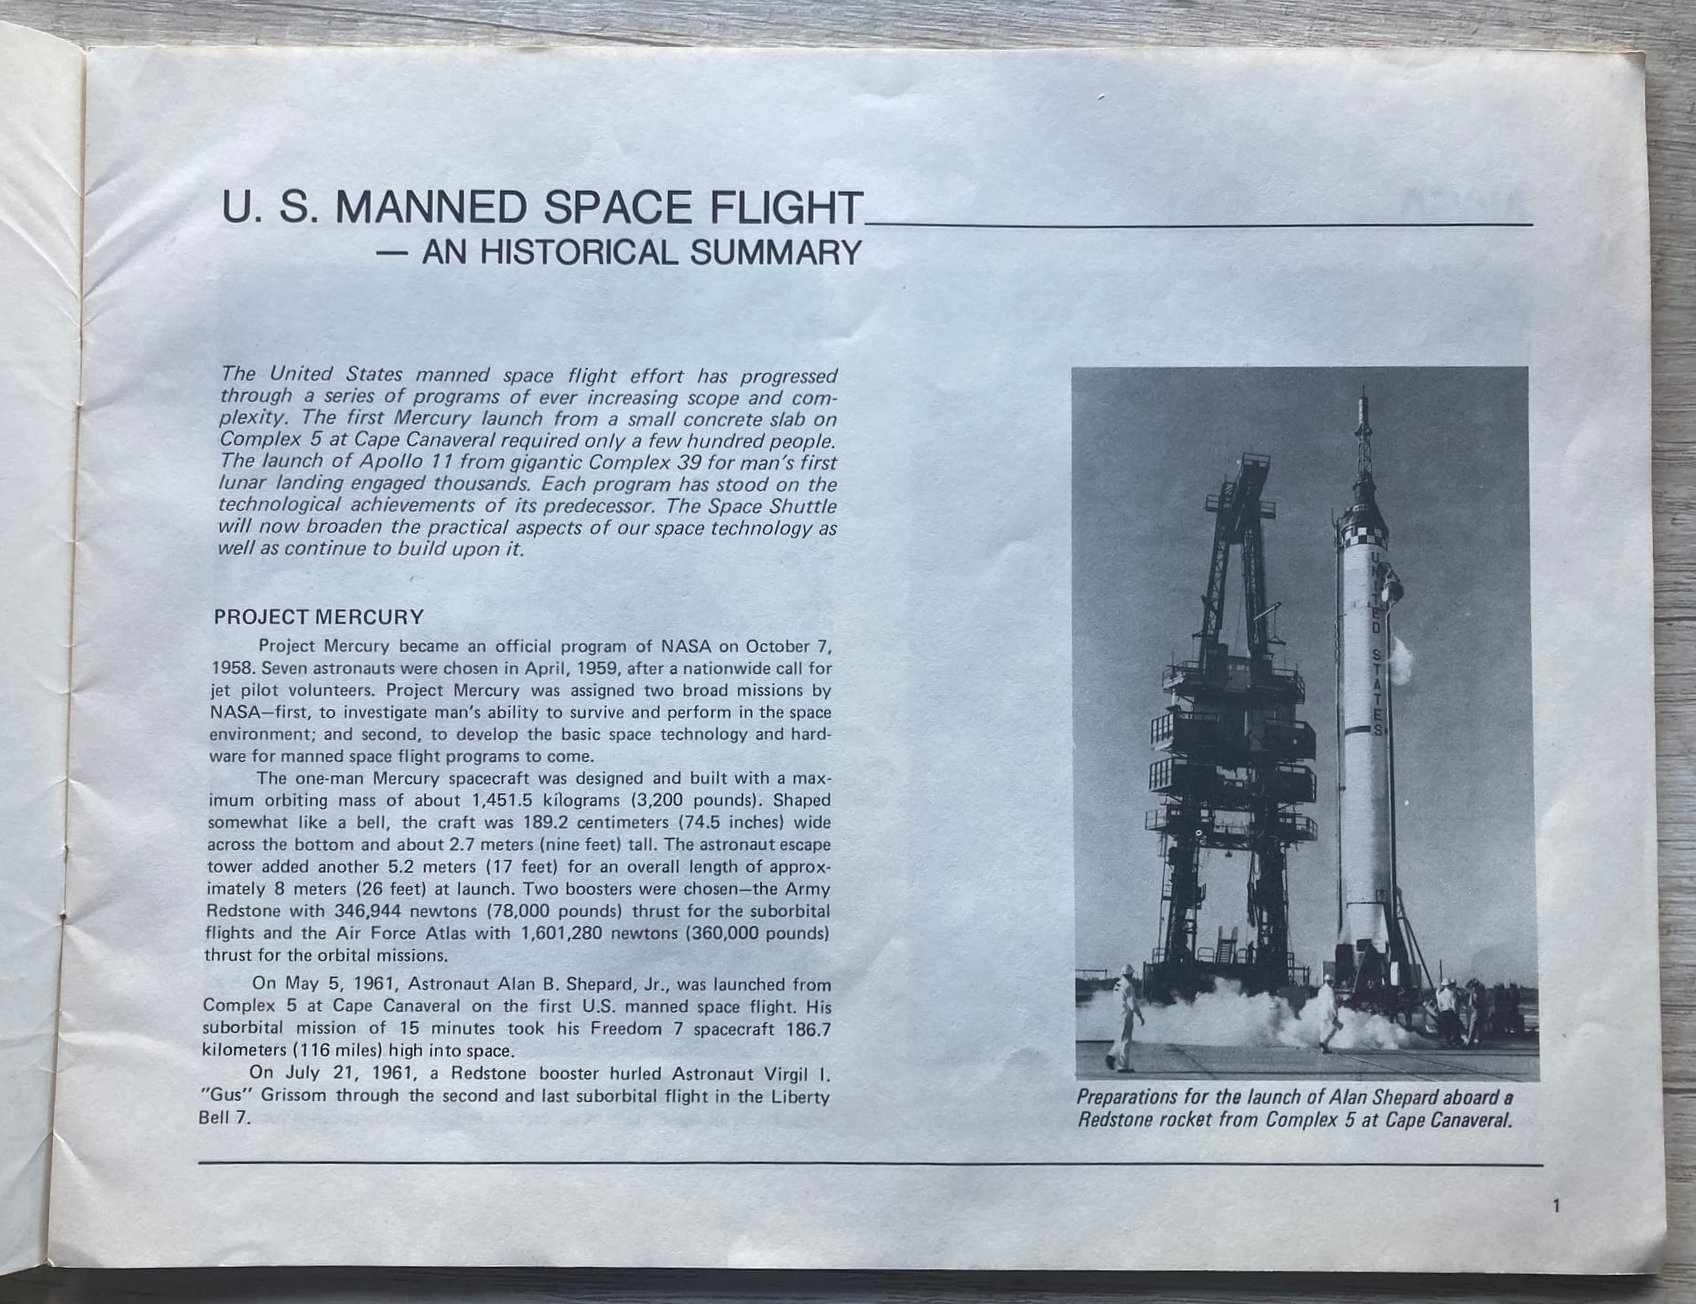 U. S. MANNED SPACE FLIGHT
— AN HISTORICAL SUMMARY
The United States manned space flight effort has progressed
through a series of programs of ever increasing scope and com-
plexity. The first Mercury launch from a small concrete slab on
Complex 5 at Cape Canaveral required only a few hundred people.
The launch of Apollo 11 from gigantic Complex 39 for man's first
lunar landing engaged thousands. Each program has stood on the
technological achievements of its predecessor. The Space Shuttle
will now broaden the practical aspects of our space technology as
well as continue to build upon it.
PROJECT MERCURY
Project Mercury became an official program of NASA on October 7,
1958. Seven astronauts were chosen in April, 1959, after a nationwide call for
jet pilot volunteers. Project Mercury was assigned two broad missions by
NASA—first, to investigate man's ability to survive and perform in the space
environment; and second, to develop the basic space technology and hard-
ware for manned space flight programs to come.
The one-man Mercury spacecraft was designed and built with a max-
imum orbiting mass of about 1,451.5 kilograms (3,200 pounds). Shaped
somewhat like a bell, the craft was 189.2 centimeters (74.5 inches) wide
across the bottom and about 2.7 meters (nine feet) tall. The astronaut escape
tower added another 5.2 meters (17 feet) for an overall length of approx-
imately 8 meters (26 feet) at launch. Two boosters were chosen—the Army
Redstone with 346,944 newtons (78,000 pounds) thrust for the suborbital
flights and the Air Force Atlas with 1,601,280 newtons (360,000 pounds)
thrust for the orbital missions.
On May 5, 1961, Astronaut Alan B. Shepard, Jr., was launched from
Complex 5 at Cape Canaveral on the first U.S. manned space flight. His
suborbital mission of 15 minutes took his Freedom 7 spacecraft 186.7
kilometers (116 miles) high into space.
On July 21, 1961, a Redstone booster hurled Astronaut Virgil I.
"Gus" Grissom through the second and last suborbital flight in the Liberty
Bell 7.
UNITED STATES
Preparations for the launch of Alan Shepard aboard a
Redstone rocket from Complex 5 at Cape Canaveral.
1